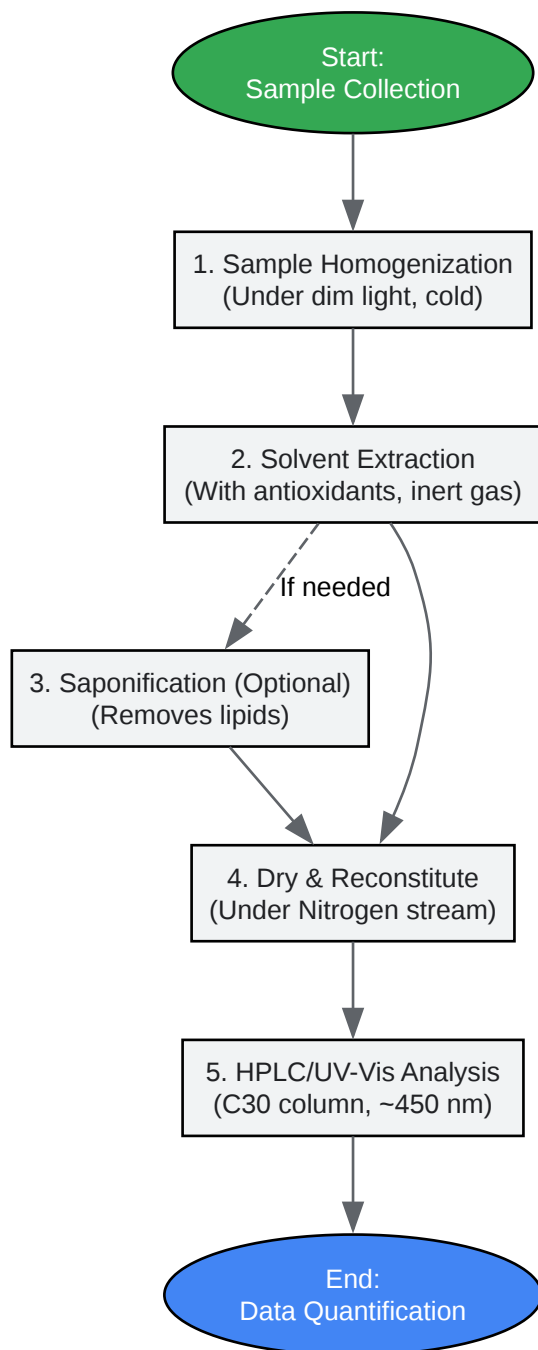 Start:
Sample Collection
1. Sample Homogenization
(Under dim light, cold)
2. Solvent Extraction
(With antioxidants, inert gas)
If needed
3. Saponification (Optional)
(Removes lipids)
4. Dry & Reconstitute
(Under Nitrogen stream)
5. HPLC/UV-Vis Analysis
(C30 column, ~450 nm)
End:
Data Quantification